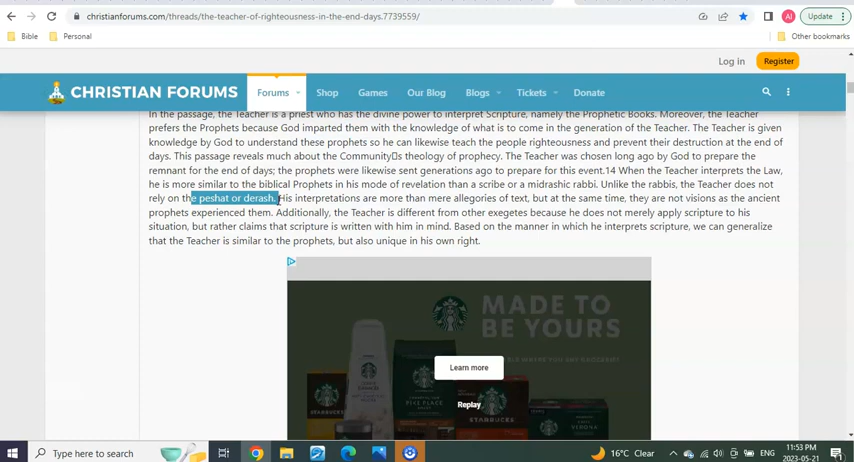 christianforums.com/threads/the-teacher-of-righteousness-in-the-end-days.7739559/
AI
Update
Bible
Personal
Other bookmarks
Log in
Register
CHRISTIAN FORUMS
Forums
Shop
Games
Our Blog
Blogs
Tickets
Donate
In the passage, the Teacher is a priest who has the divine power to interpret Scripture, namely the Prophetic Books. Moreover, the Teacher
prefers the Prophets because God imparted them with the knowledge of what is to come in the generation of the Teacher. The Teacher is given
knowledge by God to understand these prophets so he can likewise teach the people righteousness and prevent their destruction at the end of
days. This passage reveals much about the Community▯s theology of prophecy. The Teacher was chosen long ago by God to prepare the
remnant for the end of days; the prophets were likewise sent generations ago to prepare for this event.14 When the Teacher interprets the Law,
he is more similar to the biblical Prophets in his mode of revelation than a scribe or a midrashic rabbi. Unlike the rabbis, the Teacher does not
rely on the peshat or derash. His interpretations are more than mere allegories of text, but at the same time, they are not visions as the ancient
prophets experienced them. Additionally, the Teacher is different from other exegetes because he does not merely apply scripture to his
situation, but rather claims that scripture is written with him in mind. Based on the manner in which he interprets scripture, we can generalize
that the Teacher is similar to the prophets, but also unique in his own right.
MADE TO
BE YOURS
Learn more
Replay
Type here to search
16°C Clear
ENG
11:53 PM
2023-05-21